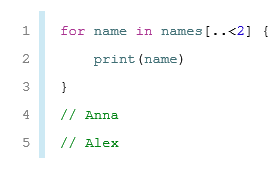 1 for name in names[..<2] {
2     print(name)
3 }
4 // Anna
5 // Alex